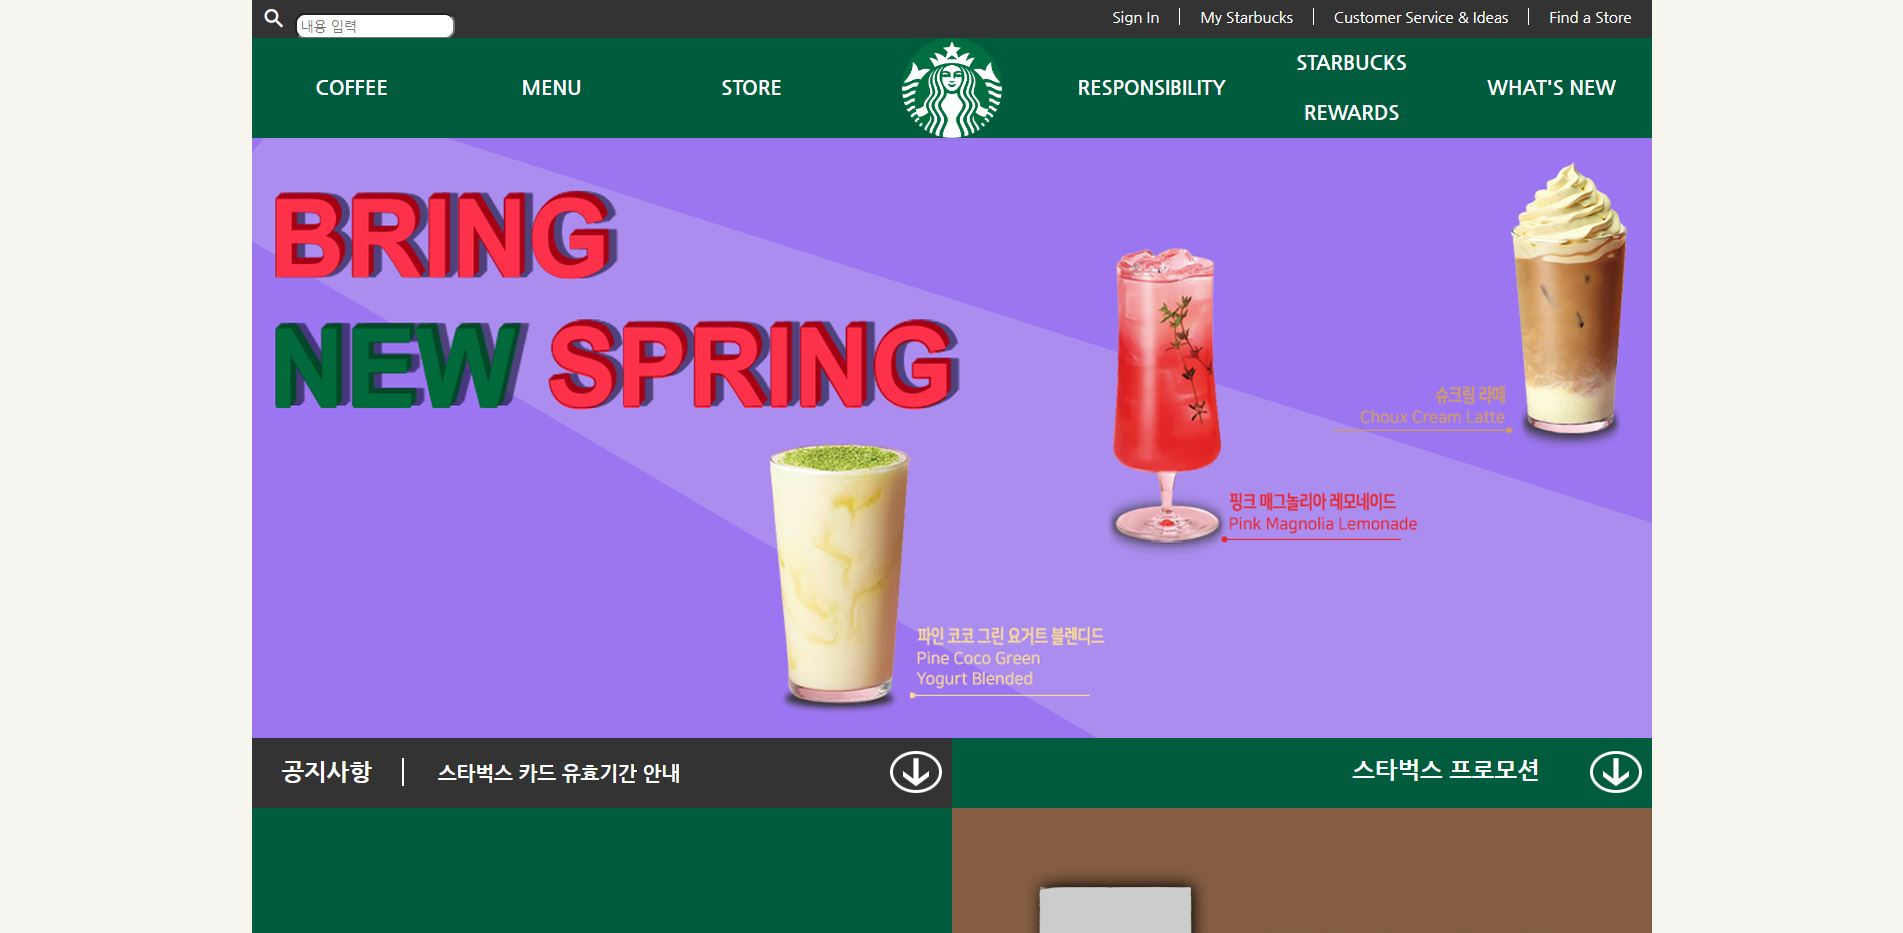 내용 입력
Sign In
My Starbucks
Customer Service & Ideas
Find a Store
COFFEE
MENU
STORE
RESPONSIBILITY
STARBUCKS
REWARDS
WHAT'S NEW
BRING
NEW SPRING
슈크림 라떼
Choux Cream Latte
핑크 매그놀리아 레모네이드
Pink Magnolia Lemonade
파인 코코 그린 요거트 블렌디드
Pine Coco Green
Yogurt Blended
공지사항
스타벅스 카드 유효기간 안내
스타벅스 프로모션